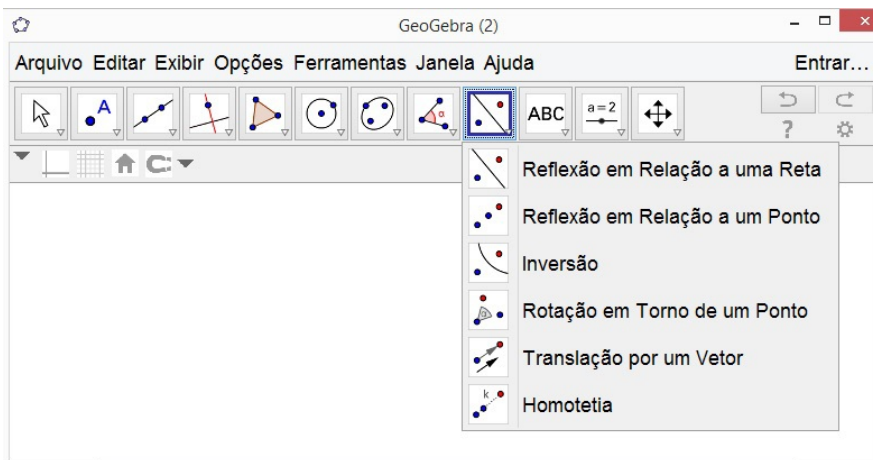 GeoGebra (2)
Arquivo Editar Exibir Opções Ferramentas Janela Ajuda Entrar...
A α ABC a = 2 ?
Reflexão em Relação a uma Reta
Reflexão em Relação a um Ponto
Inversão
α Rotação em Torno de um Ponto
Translação por um Vetor
k Homotetia